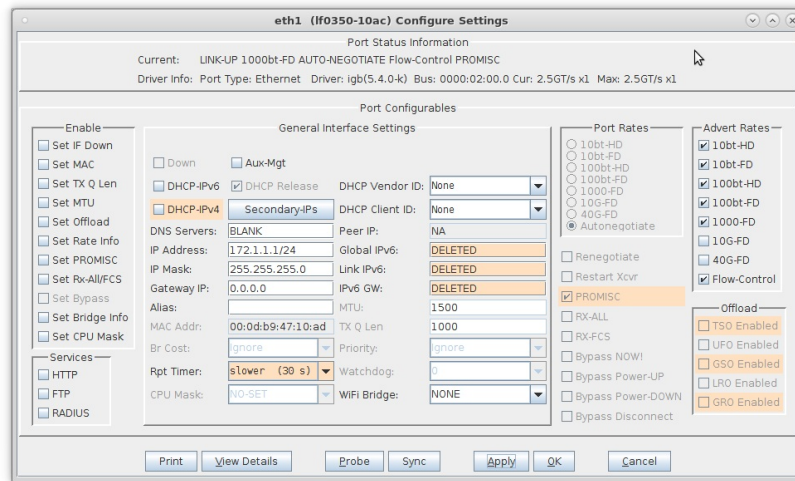 eth1 (lf0350-10ac) Configure Settings
Port Status Information
Current: LINK-UP 1000bt-FD AUTO-NEGOTIATE Flow-Control PROMISC
Driver Info: Port Type: Ethernet Driver: igb(5.4.0-k) Bus: 0000:02:00.0 Cur: 2.5GT/s x1 Max: 2.5GT/s x1
Port Configurables
Enable
Set IF Down
Set MAC
Set TX Q Len
Set MTU
Set Offload
Set Rate Info
Set PROMISC
Set Rx-All/FCS
Set Bypass
Set Bridge Info
Set CPU Mask
Services
HTTP
FTP
RADIUS
General Interface Settings
Down Aux-Mgt
DHCP-IPv6 DHCP Release DHCP Vendor ID: None
DHCP-IPv4 Secondary-IPs DHCP Client ID: None
DNS Servers: BLANK Peer IP: NA
IP Address: 172.1.1.1/24 Global IPv6: DELETED
IP Mask: 255.255.255.0 Link IPv6: DELETED
Gateway IP: 0.0.0.0 IPv6 GW: DELETED
Alias: MTU: 1500
MAC Addr: 00:0d:b9:47:10:ad TX Q Len 1000
Br Cost: Ignore Priority: Ignore
Rpt Timer: slower (30 s) Watchdog: 0
CPU Mask: NO-SET WiFi Bridge: NONE
Port Rates
10bt-HD
10bt-FD
100bt-HD
100bt-FD
1000-FD
10G-FD
40G-FD
Autonegotiate
Renegotiate
Restart Xcvr
PROMISC
RX-ALL
RX-FCS
Bypass NOW!
Bypass Power-UP
Bypass Power-DOWN
Bypass Disconnect
Advert Rates
10bt-HD
10bt-FD
100bt-HD
100bt-FD
1000-FD
10G-FD
40G-FD
Flow-Control
Offload
TSO Enabled
UFO Enabled
GSO Enabled
LRO Enabled
GRO Enabled
Print View Details Probe Sync Apply OK Cancel